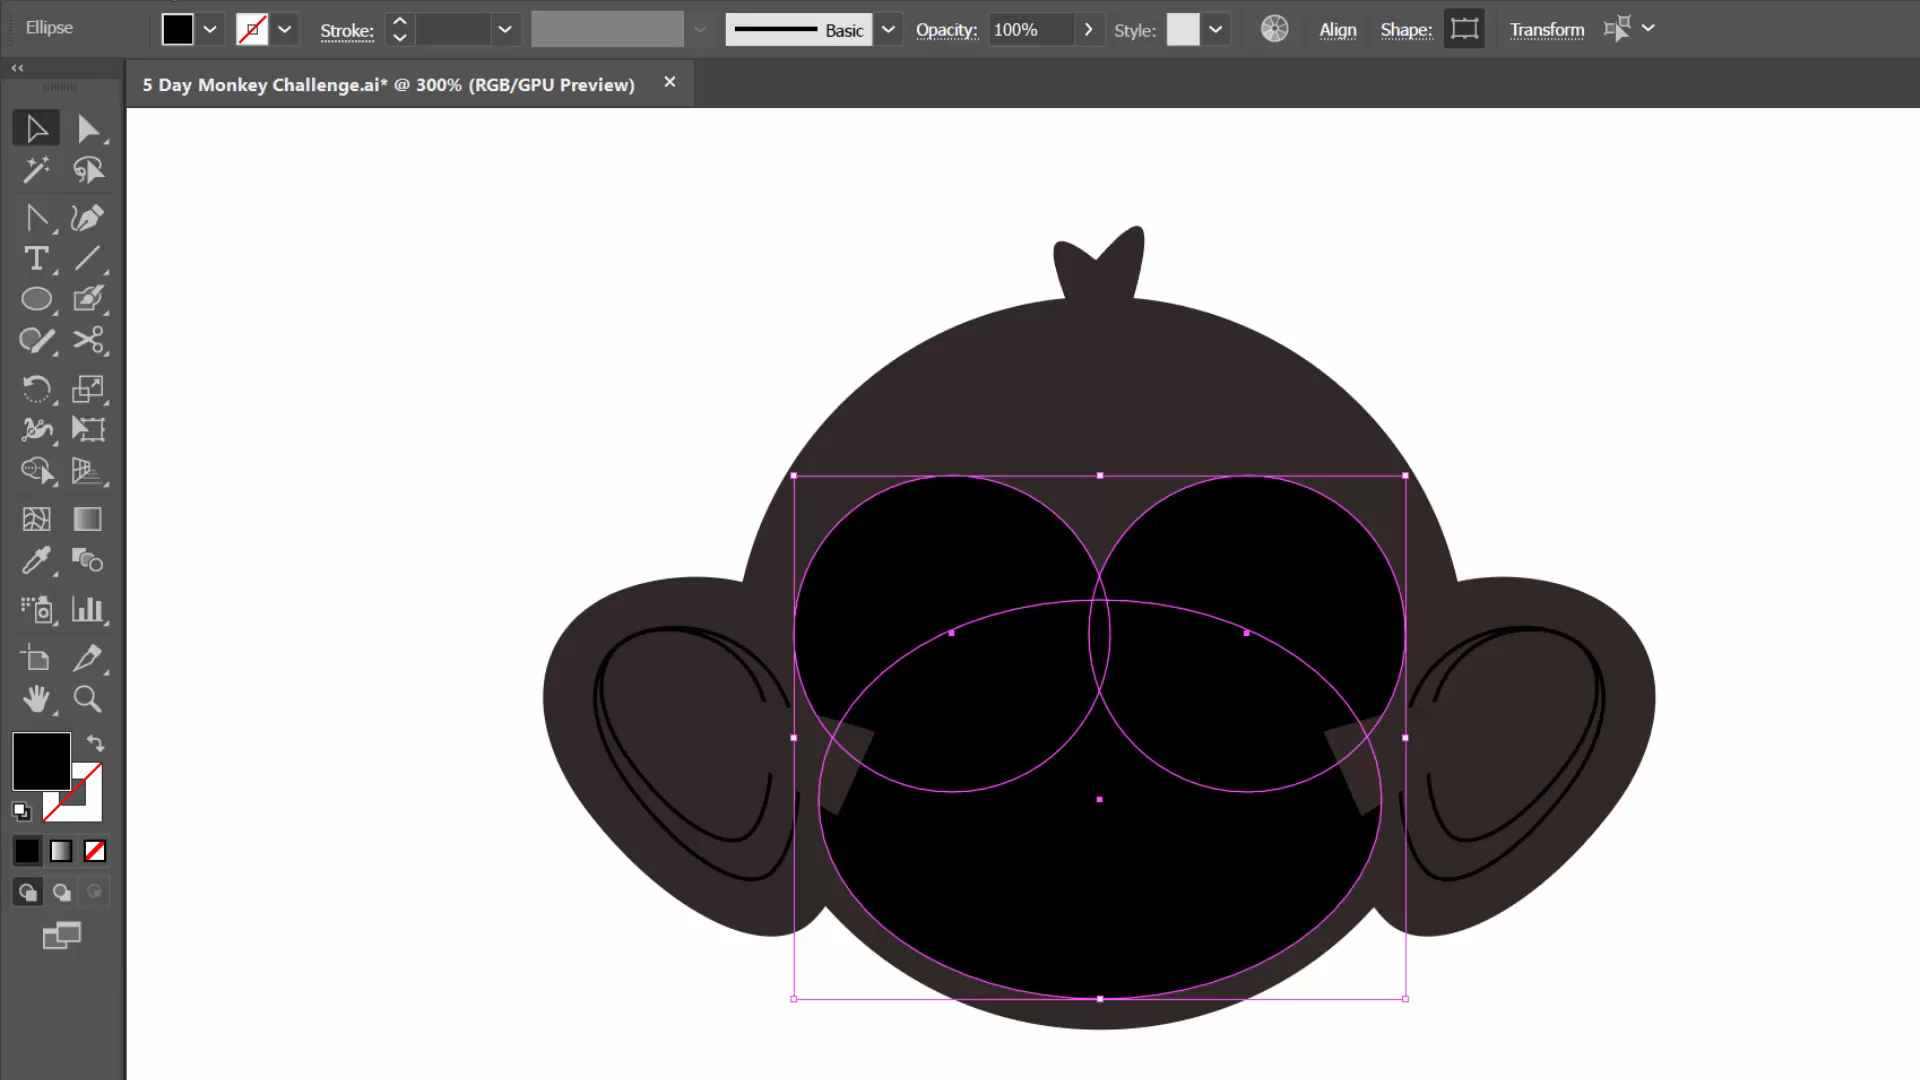 Ellipse
Stroke:
Basic
Opacity:
100%
Style:
Align
Shape:
Transform
5 Day Monkey Challenge.ai* @ 300% (RGB/GPU Preview)